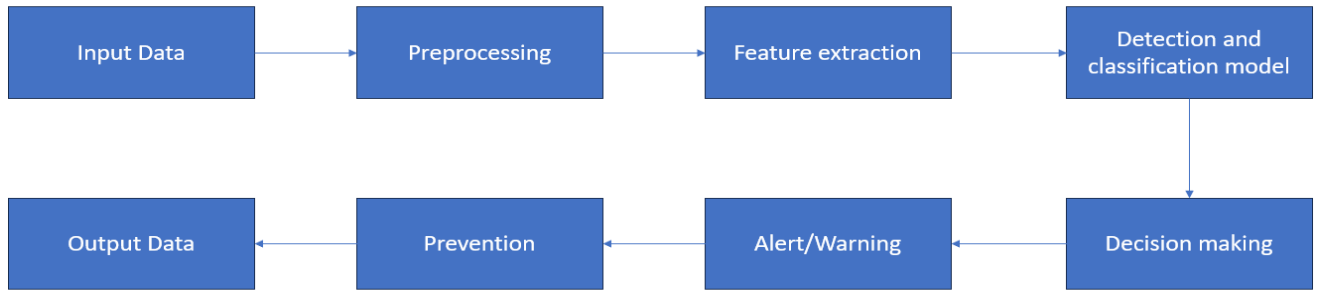 Input Data
Preprocessing
Feature extraction
Detection and
classification model
Output Data
Prevention
Alert/Warning
Decision making